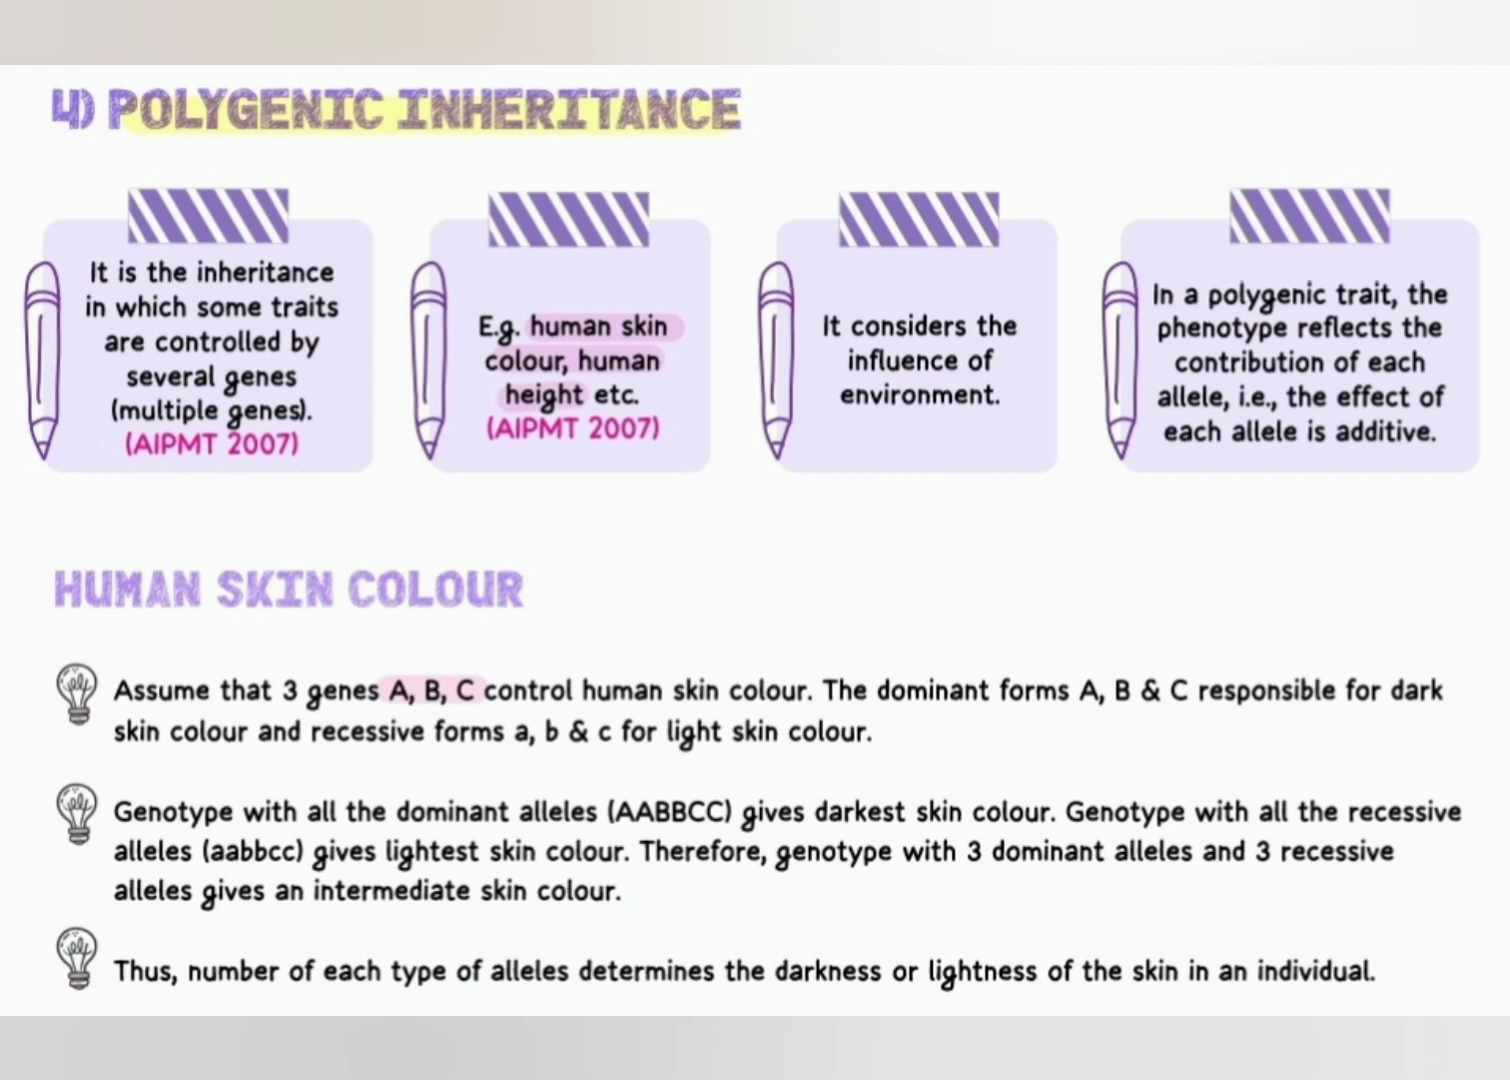 4) POLYGENIC INHERITANCE
It is the inheritance
in which some traits
are controlled by
several genes
(multiple genes).
(AIPMT 2007)
E.g. human skin
colour, human
height etc.
(AIPMT 2007)
It considers the
influence of
environment.
In a polygenic trait, the
phenotype reflects the
contribution of each
allele, i.e., the effect of
each allele is additive.
HUMAN SKIN COLOUR
Assume that 3 genes A, B, C control human skin colour. The dominant forms A, B & C responsible for dark
skin colour and recessive forms a, b & c for light skin colour.
Genotype with all the dominant alleles (AABBCC) gives darkest skin colour. Genotype with all the recessive
alleles (aabbcc) gives lightest skin colour. Therefore, genotype with 3 dominant alleles and 3 recessive
alleles gives an intermediate skin colour.
Thus, number of each type of alleles determines the darkness or lightness of the skin in an individual.